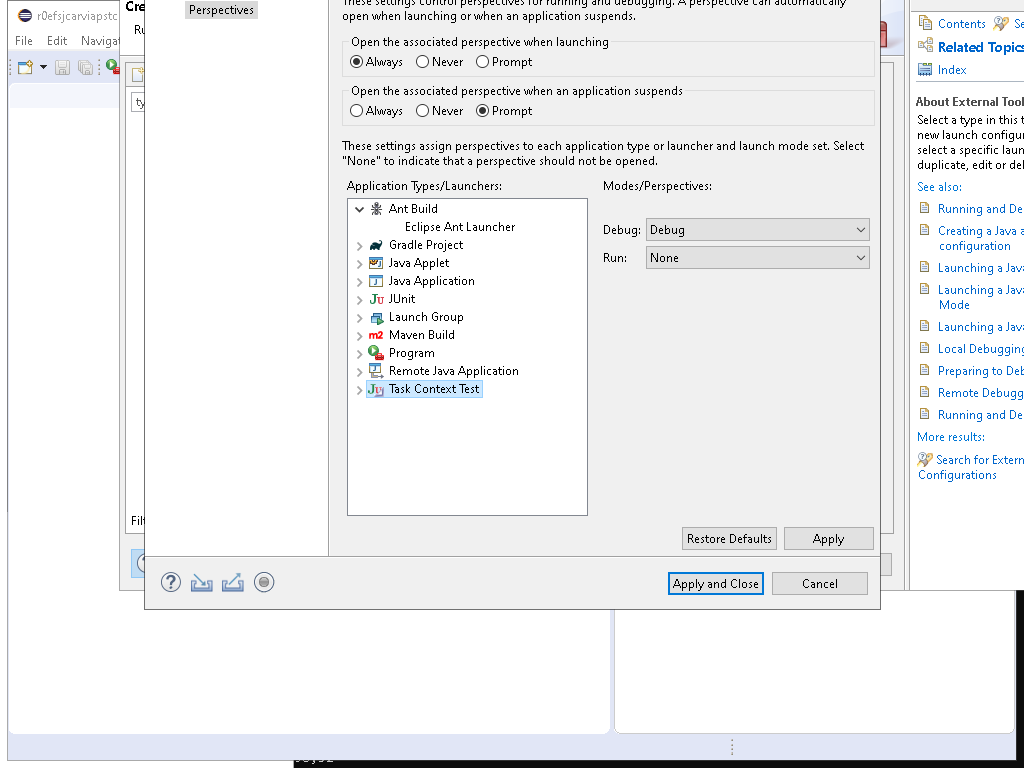 r0efsjcarviapstc
File Edit Navigat
Cre
Ru
ty
Filt
Perspectives
These settings control perspectives for running and debugging. A perspective can automatically
open when launching or when an application suspends.
Open the associated perspective when launching
Always Never Prompt
Open the associated perspective when an application suspends
Always Never Prompt
These settings assign perspectives to each application type or launcher and launch mode set. Select
"None" to indicate that a perspective should not be opened.
Application Types/Launchers:
Modes/Perspectives:
Ant Build
Eclipse Ant Launcher
Gradle Project
Java Applet
Java Application
JUnit
Launch Group
Maven Build
Program
Remote Java Application
Task Context Test
Debug: Debug
Run: None
Restore Defaults
Apply
Apply and Close
Cancel
Contents Se
Related Topics
Index
About External Tool
Select a type in this t
new launch configur
select a specific laun
duplicate, edit or del
See also:
Running and De
Creating a Java a
configuration
Launching a Java
Launching a Java
Mode
Launching a Java
Local Debugging
Preparing to Deb
Remote Debugg
Running and De
More results:
Search for Extern
Configurations